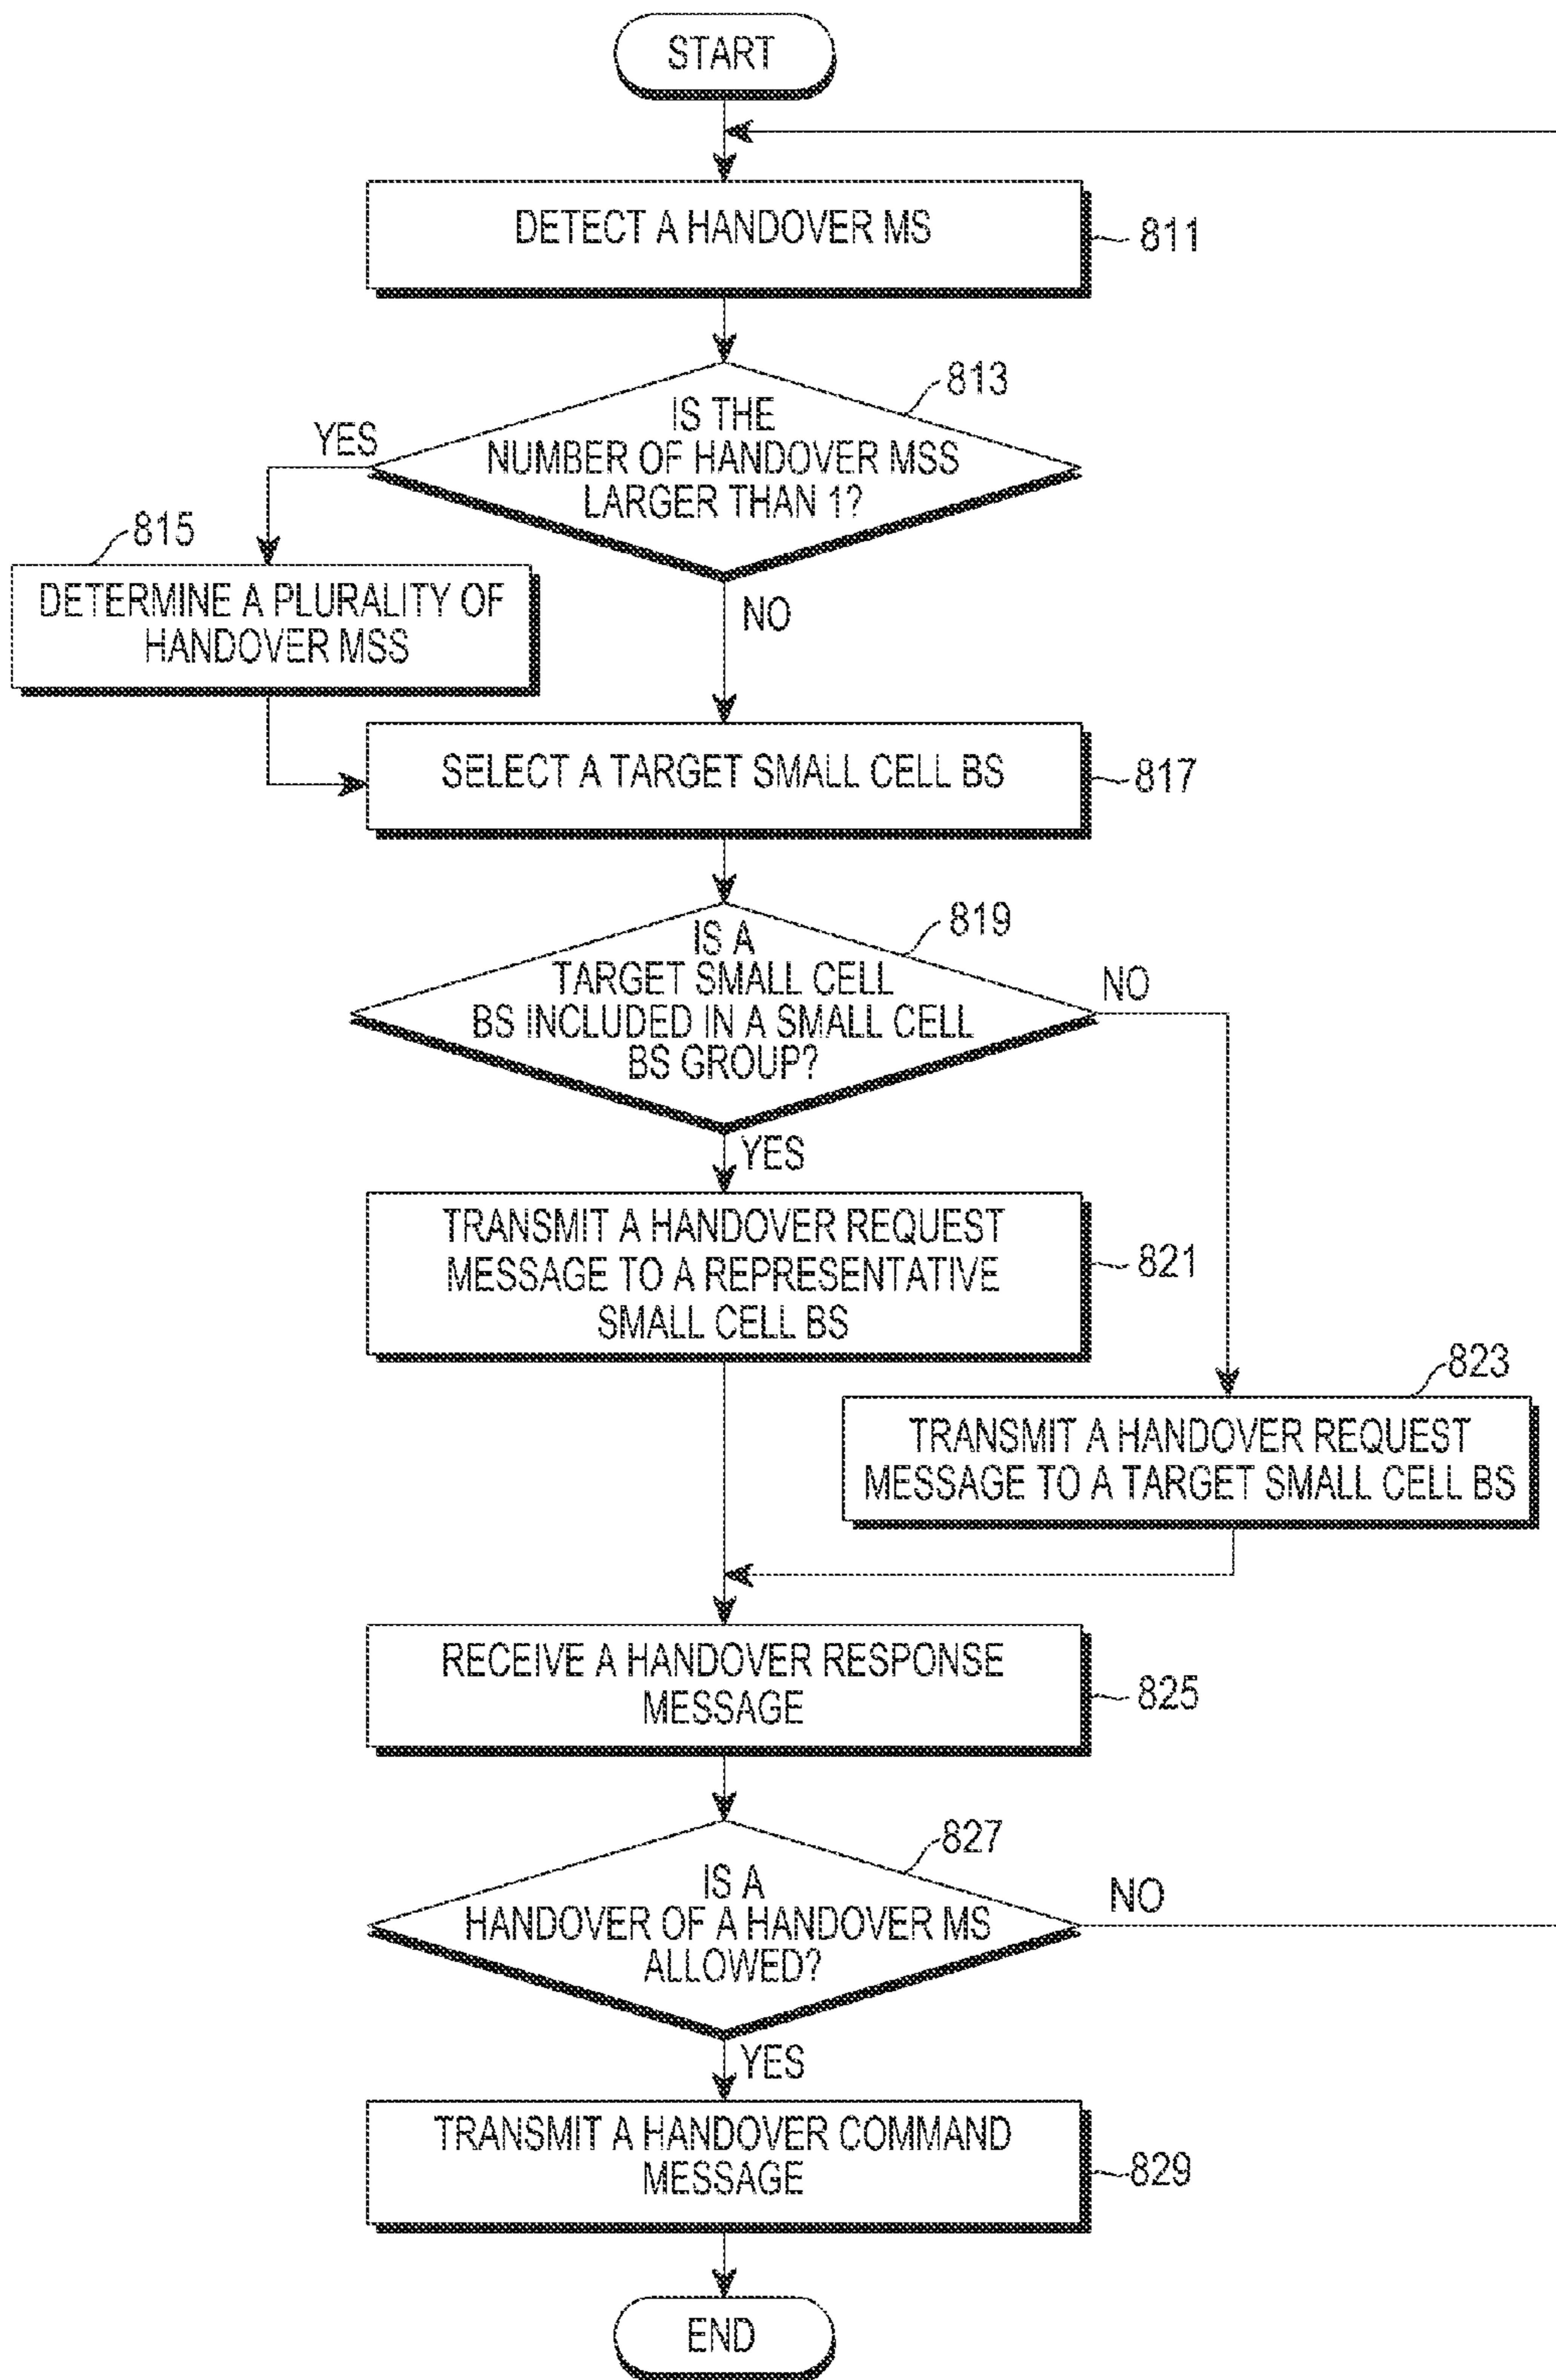 START
DETECT A HANDOVER MS
811
813
IS THE
NUMBER OF HANDOVER MSS
LARGER THAN 1?
YES
815
DETERMINE A PLURALITY OF
HANDOVER MSS
NO
SELECT A TARGET SMALL CELL BS
817
819
IS A
TARGET SMALL CELL
BS INCLUDED IN A SMALL CELL
BS GROUP?
NO
YES
TRANSMIT A HANDOVER REQUEST
MESSAGE TO A REPRESENTATIVE
SMALL CELL BS
821
823
TRANSMIT A HANDOVER REQUEST
MESSAGE TO A TARGET SMALL CELL BS
RECEIVE A HANDOVER RESPONSE
MESSAGE
825
827
IS A
HANDOVER OF A HANDOVER MS
ALLOWED?
NO
YES
TRANSMIT A HANDOVER COMMAND
MESSAGE
829
END